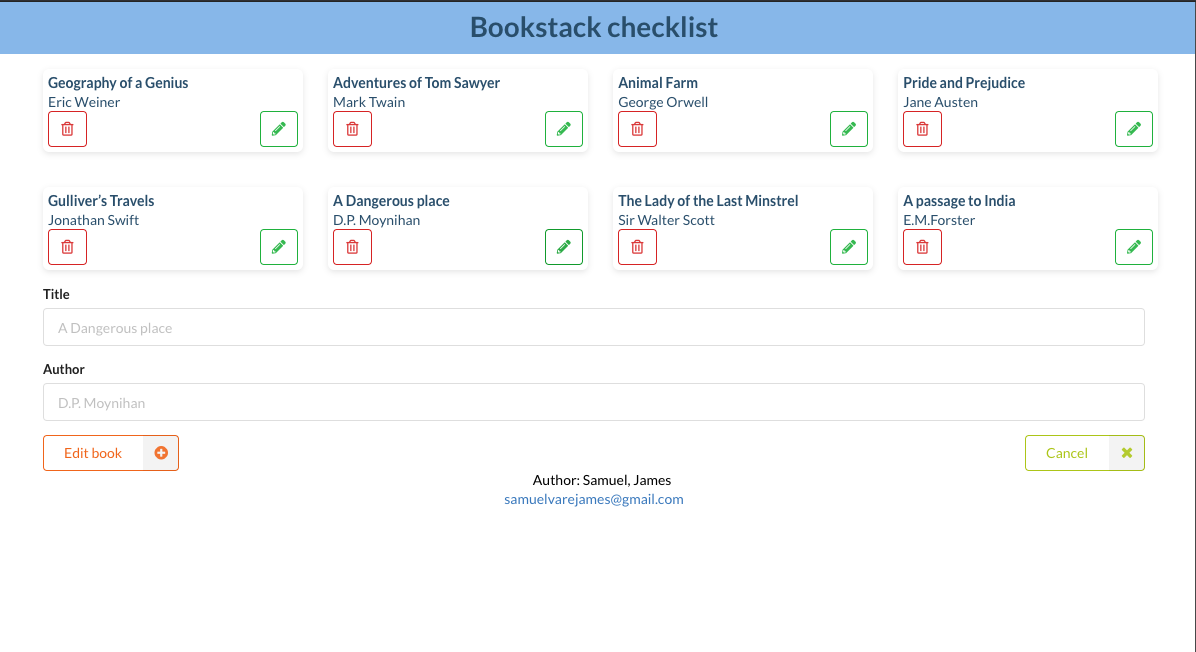 Bookstack checklist
Geography of a Genius
Eric Weiner
Adventures of Tom Sawyer
Mark Twain
Animal Farm
George Orwell
Pride and Prejudice
Jane Austen
Gulliver's Travels
Jonathan Swift
A Dangerous place
D.P. Moynihan
The Lady of the Last Minstrel
Sir Walter Scott
A passage to India
E.M.Forster
Title
A Dangerous place
Author
D.P. Moynihan
Edit book
Cancel
Author: Samuel, James
samuelvarejames@gmail.com